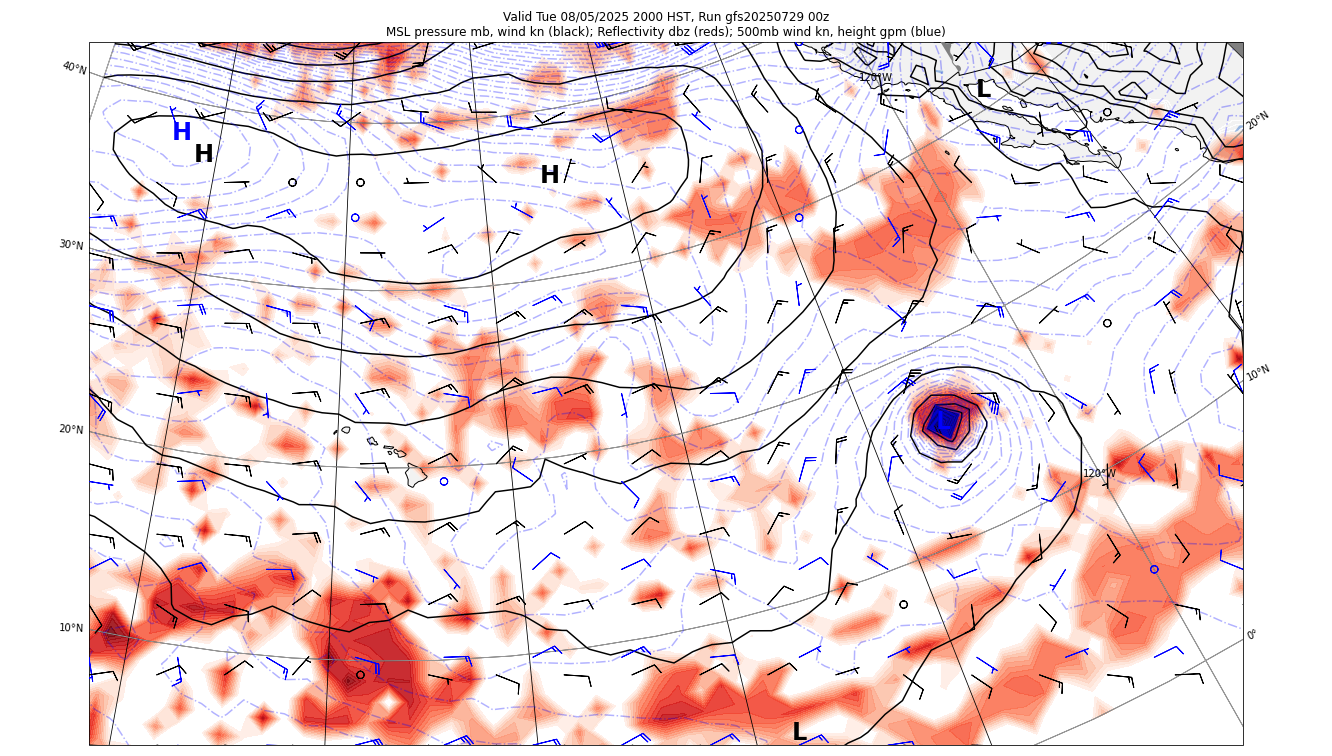 Valid Tue 08/05/2025 2000 HST, Run gfs20250729 00z
MSL pressure mb, wind kn (black); Reflectivity dbz (reds); 500mb wind kn, height gpm (blue)
40°N
120°W
L
20°N
H
H
H
30°N
10°N
20°N
120°W
10°N
0°
L